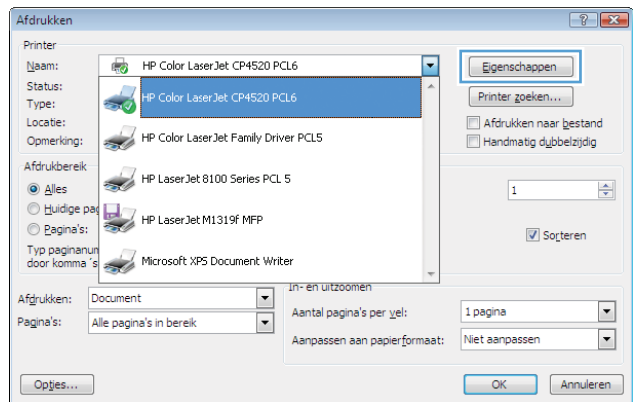 Afdrukken
Printer
Naam: HP Color LaserJet CP4520 PCL6 Eigenschappen
Status:
Type: HP Color LaserJet CP4520 PCL6 Printer zoeken...
Locatie: Afdrukken naar bestand
Opmerking: HP Color LaserJet Family Driver PCL5 Handmatig dubbelzijdig
Afdrukbereik
Alles HP LaserJet 8100 Series PCL 5 1
Huidige pag
Pagina's: HP LaserJet M1319f MFP Sorteren
Typ paginanum
door komma 's Microsoft XPS Document Writer
In- en uitzoomen
Afdrukken: Document Aantal pagina's per vel: 1 pagina
Pagina's: Alle pagina's in bereik Aanpassen aan papierformaat: Niet aanpassen
Opties... OK Annuleren